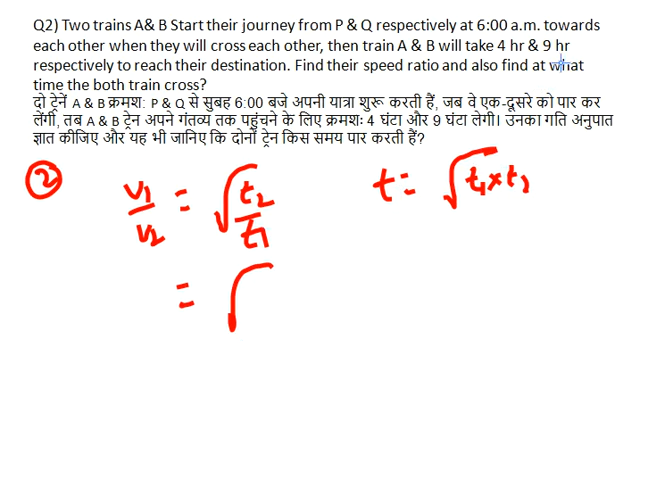 Q2) Two trains A& B Start their journey from P & Q respectively at 6:00 a.m. towards
each other when they will cross each other, then train A & B will take 4 hr & 9 hr
respectively to reach their destination. Find their speed ratio and also find at what
time the both train cross?
दो ट्रेनें A & B क्रमश: P & Q से सुबह 6:00 बजे अपनी यात्रा शुरू करती हैं, जब वे एक-दूसरे को पार कर
लेंगी, तब A & B ट्रेन अपने गंतव्य तक पहुंचने के लिए क्रमशः 4 घंटा और 9 घंटा लेगी। उनका गति अनुपात
ज्ञात कीजिए और यह भी जानिए कि दोनों ट्रेन किस समय पार करती हैं?
② V1/V2 = √(t2/t1) t = √t1×t2
= √